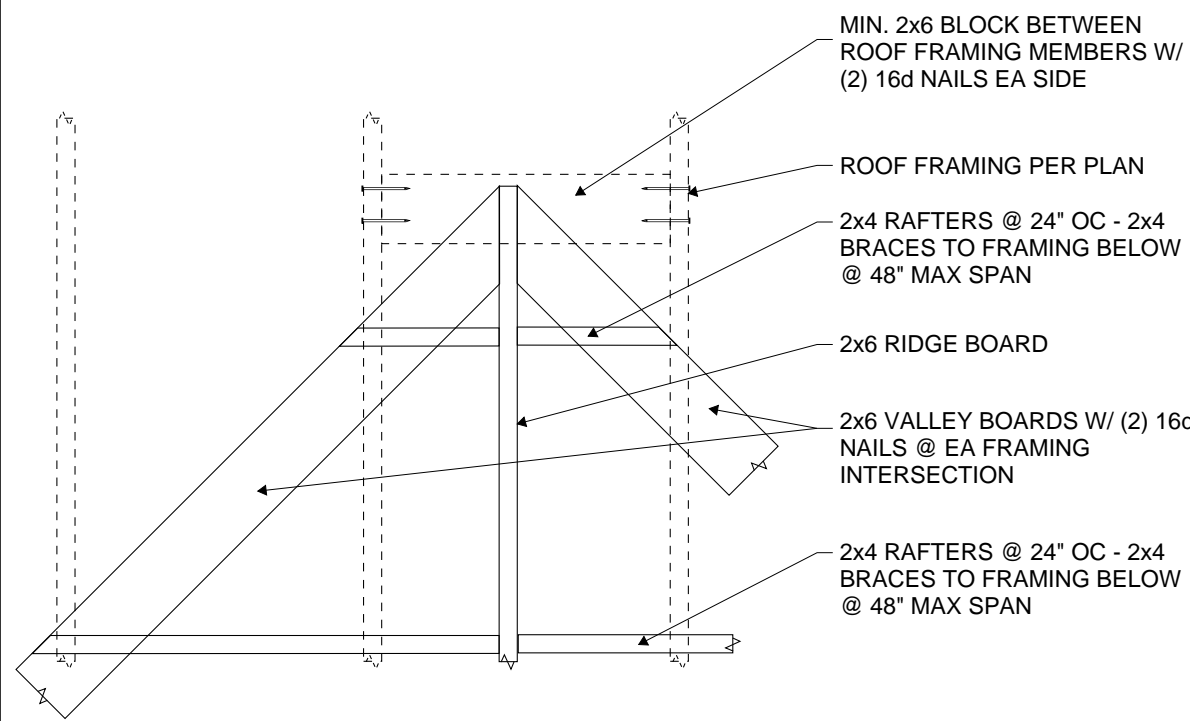 MIN. 2x6 BLOCK BETWEEN
ROOF FRAMING MEMBERS W/
(2) 16d NAILS EA SIDE
ROOF FRAMING PER PLAN
2x4 RAFTERS @ 24" OC - 2x4
BRACES TO FRAMING BELOW
@ 48" MAX SPAN
2x6 RIDGE BOARD
2x6 VALLEY BOARDS W/ (2) 16d
NAILS @ EA FRAMING
INTERSECTION
2x4 RAFTERS @ 24" OC - 2x4
BRACES TO FRAMING BELOW
@ 48" MAX SPAN